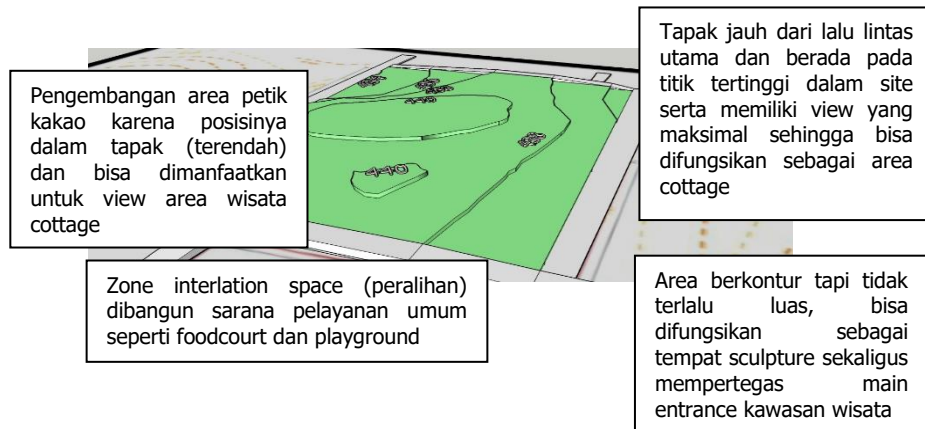 Pengembangan area petik
kakao karena posisinya
dalam tapak (terendah)
dan bisa dimanfaatkan
untuk view area wisata
cottage
Tapak jauh dari lalu lintas
utama dan berada pada
titik tertinggi dalam site
serta memiliki view yang
maksimal sehingga bisa
difungsikan sebagai area
cottage
440
Zone interlation space (peralihan)
dibangun sarana pelayanan umum
seperti foodcourt dan playground
Area berkontur tapi tidak
terlalu luas, bisa
difungsikan sebagai
tempat sculpture sekaligus
mempertegas main
entrance kawasan wisata